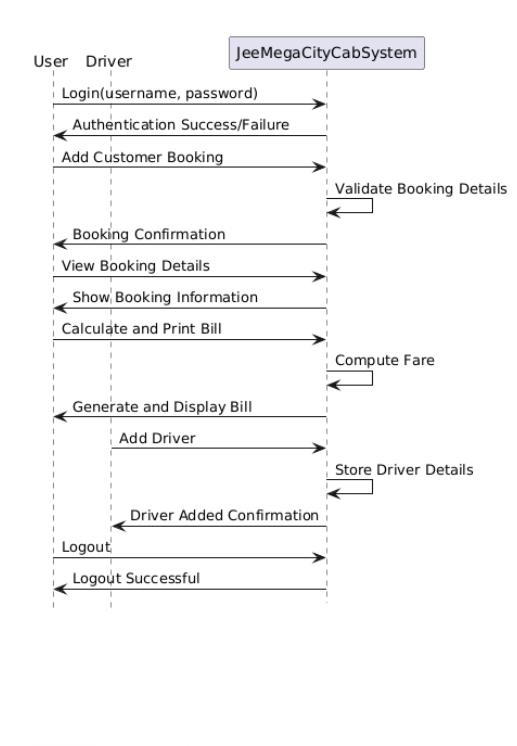 User Driver JeeMegaCityCabSystem
Login(username, password)
Authentication Success/Failure
Add Customer Booking
Validate Booking Details
Booking Confirmation
View Booking Details
Show Booking Information
Calculate and Print Bill
Compute Fare
Generate and Display Bill
Add Driver
Store Driver Details
Driver Added Confirmation
Logout
Logout Successful